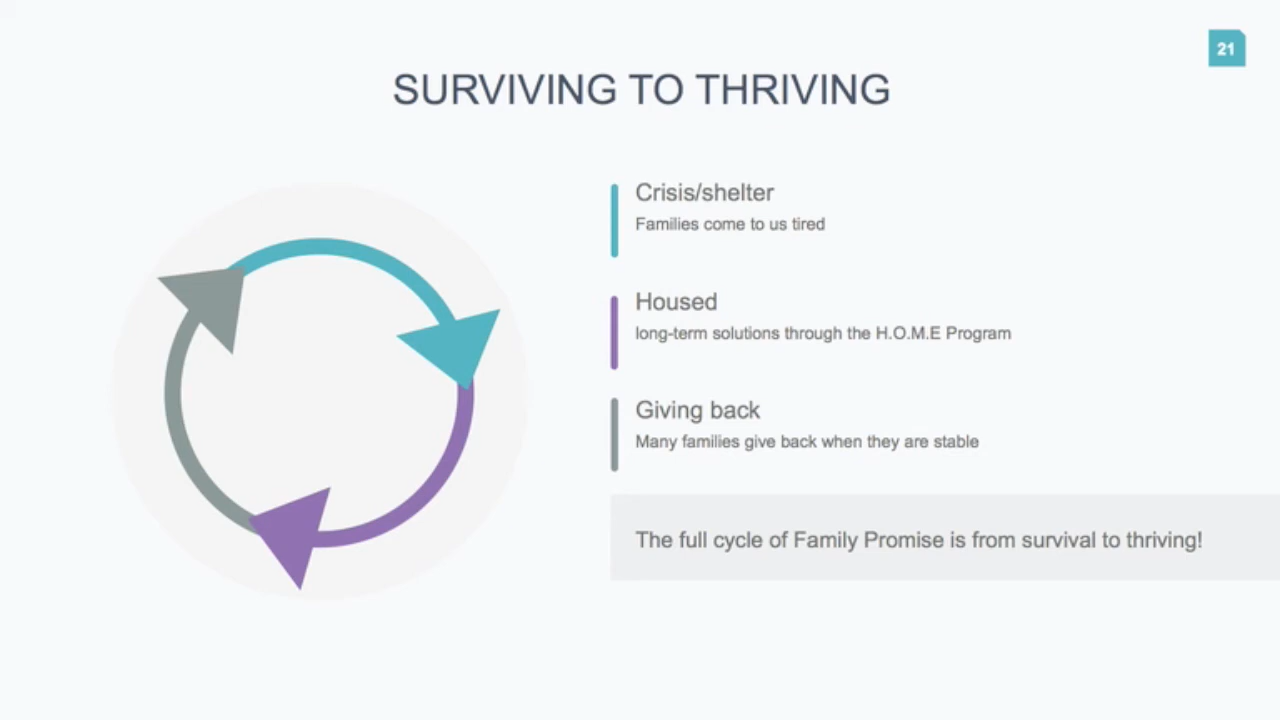 21
SURVIVING TO THRIVING
Crisis/shelter
Families come to us tired
Housed
long-term solutions through the H.O.M.E Program
Giving back
Many families give back when they are stable
The full cycle of Family Promise is from survival to thriving!